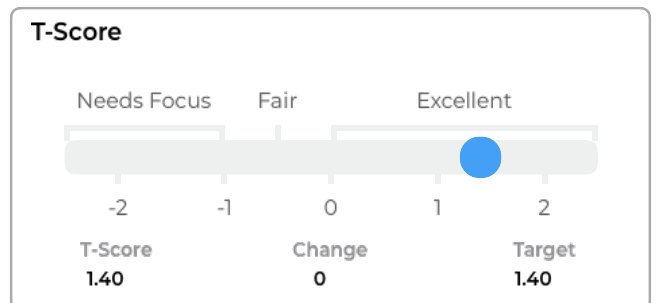 T-Score
Needs Focus Fair Excellent
-2 -1 0 1 2
T-Score Change Target
1.40 0 1.40